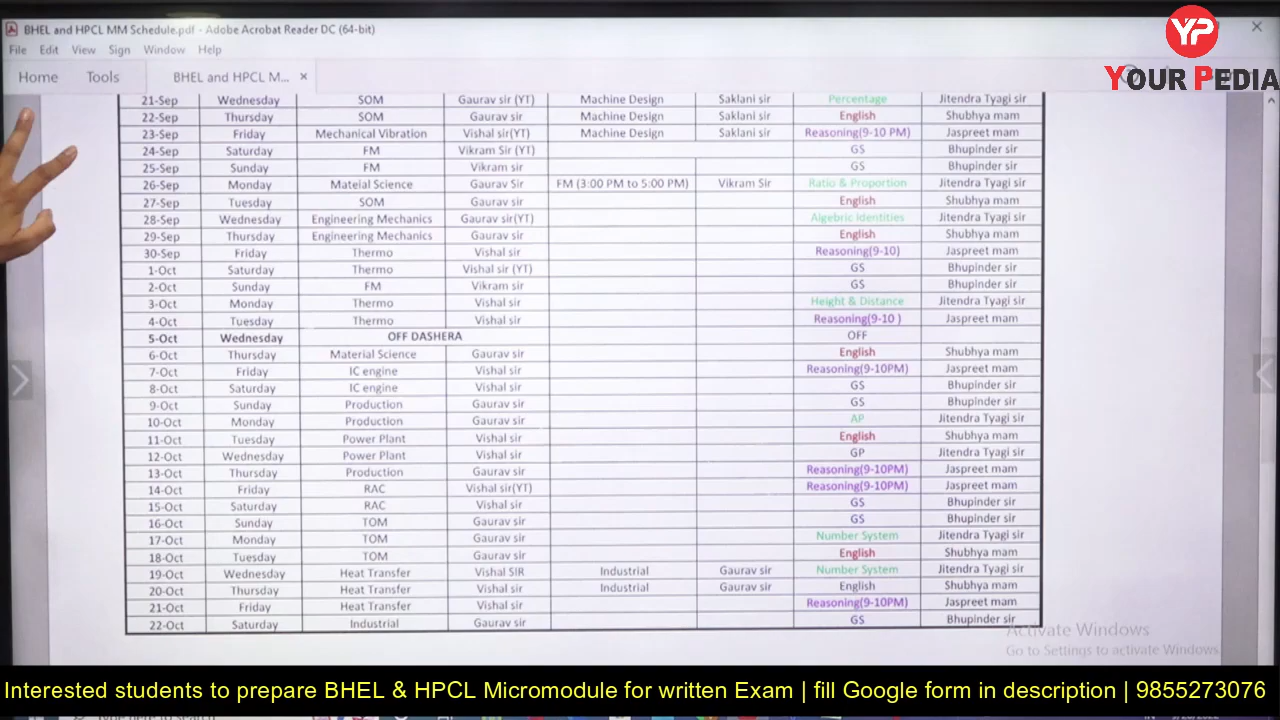 BHEL and HPCL MM Schedule.pdf - Adobe Acrobat Reader DC (64-bit)
YP
YOUR PEDIA
File Edit View Sign Window Help
Home Tools BHEL and HPCL M... ×
21-Sep Wednesday SOM Gaurav sir (YT) Machine Design Saklani sir Percentage Jitendra Tyagi sir
22-Sep Thursday SOM Gaurav sir Machine Design Saklani sir English Shubhya mam
23-Sep Friday Mechanical Vibration Vishal sir(YT) Machine Design Saklani sir Reasoning(9-10 PM) Jaspreet mam
24-Sep Saturday FM Vikram Sir (YT) GS Bhupinder sir
25-Sep Sunday FM Vikram sir GS Bhupinder sir
26-Sep Monday Mateial Science Gaurav Sir FM (3:00 PM to 5:00 PM) Vikram Sir Ratio & Proportion Jitendra Tyagi sir
27-Sep Tuesday SOM Gaurav sir English Shubhya mam
28-Sep Wednesday Engineering Mechanics Gaurav sir(YT) Algebric Identities Jitendra Tyagi sir
29-Sep Thursday Engineering Mechanics Gaurav sir English Shubhya mam
30-Sep Friday Thermo Vishal sir Reasoning(9-10) Jaspreet mam
1-Oct Saturday Thermo Vishal sir (YT) GS Bhupinder sir
2-Oct Sunday FM Vikram sir GS Bhupinder sir
3-Oct Monday Thermo Vishal sir Height & Distance Jitendra Tyagi sir
4-Oct Tuesday Thermo Vishal sir Reasoning(9-10 ) Jaspreet mam
5-Oct Wednesday OFF DASHERA OFF
6-Oct Thursday Material Science Gaurav sir English Shubhya mam
7-Oct Friday IC engine Vishal sir Reasoning(9-10PM) Jaspreet mam
8-Oct Saturday IC engine Vishal sir GS Bhupinder sir
9-Oct Sunday Production Gaurav sir GS Bhupinder sir
10-Oct Monday Production Gaurav sir AP Jitendra Tyagi sir
11-Oct Tuesday Power Plant Vishal sir English Shubhya mam
12-Oct Wednesday Power Plant Vishal sir GP Jitendra Tyagi sir
13-Oct Thursday Production Gaurav sir Reasoning(9-10PM) Jaspreet mam
14-Oct Friday RAC Vishal sir(YT) Reasoning(9-10PM) Jaspreet mam
15-Oct Saturday RAC Vishal sir GS Bhupinder sir
16-Oct Sunday TOM Gaurav sir GS Bhupinder sir
17-Oct Monday TOM Gaurav sir Number System Jitendra Tyagi sir
18-Oct Tuesday TOM Gaurav sir English Shubhya mam
19-Oct Wednesday Heat Transfer Vishal SIR Industrial Gaurav sir Number System Jitendra Tyagi sir
20-Oct Thursday Heat Transfer Vishal sir Industrial Gaurav sir English Shubhya mam
21-Oct Friday Heat Transfer Vishal sir Reasoning(9-10PM) Jaspreet mam
22-Oct Saturday Industrial Gaurav sir GS Bhupinder sir
Activate Windows
Go to Settings to activate Windows.
Interested students to prepare BHEL & HPCL Micromodule for written Exam | fill Google form in description | 9855273076